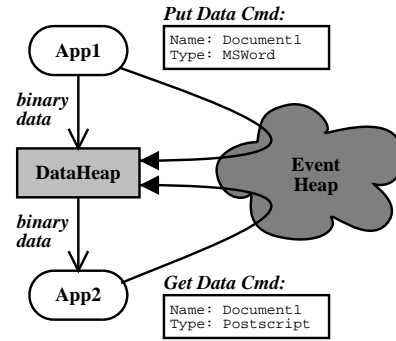 Put Data Cmd:
Name: Document1
Type: MSWord
App1
binary
data
DataHeap
Event
Heap
binary
data
App2
Get Data Cmd:
Name: Document1
Type: Postscript